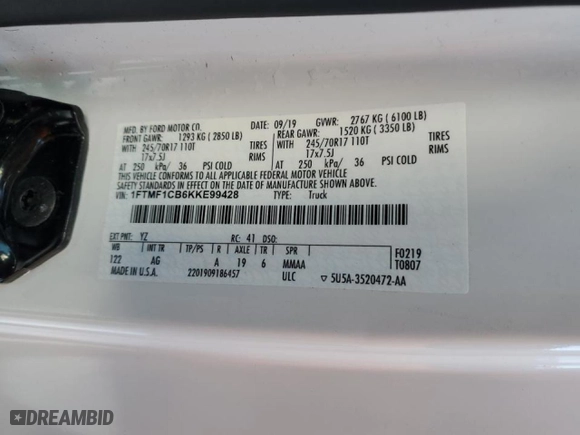 MFD. BY FORD MOTOR CO.
09/19 GVWR: 2767 KG (6100 LB)
FRONT GAWR: 1293 KG (2850 LB)
REAR GAWR: 1520 KG (3350 LB)
WITH 245/70R17 110T TIRES
WITH 245/70R17 110T TIRES
17x7.5J RIMS
17x7.5J RIMS
AT 250 kPa/ 36 PSI COLD
AT 250 kPa/ 36 PSI COLD
THIS VEHICLE CONFORMS TO ALL APPLICABLE FEDERAL MOTOR VEHICLE
SAFETY AND THEFT PREVENTION STANDARDS IN EFFECT ON THE DATE OF MANUFACTURE SHOWN ABOVE.
VIN: 1FTMF1CB6KKE99428 TYPE: Truck
EXT PNT: YZ RC: 41 DSO:
WB INT TR TP/PS R AXLE TR SPR F0219
122 AG A 19 6 MMAA T0807
MADE IN U.S.A. 2201909186457 ULC 5U5A-3520472-AA
DREAMBID